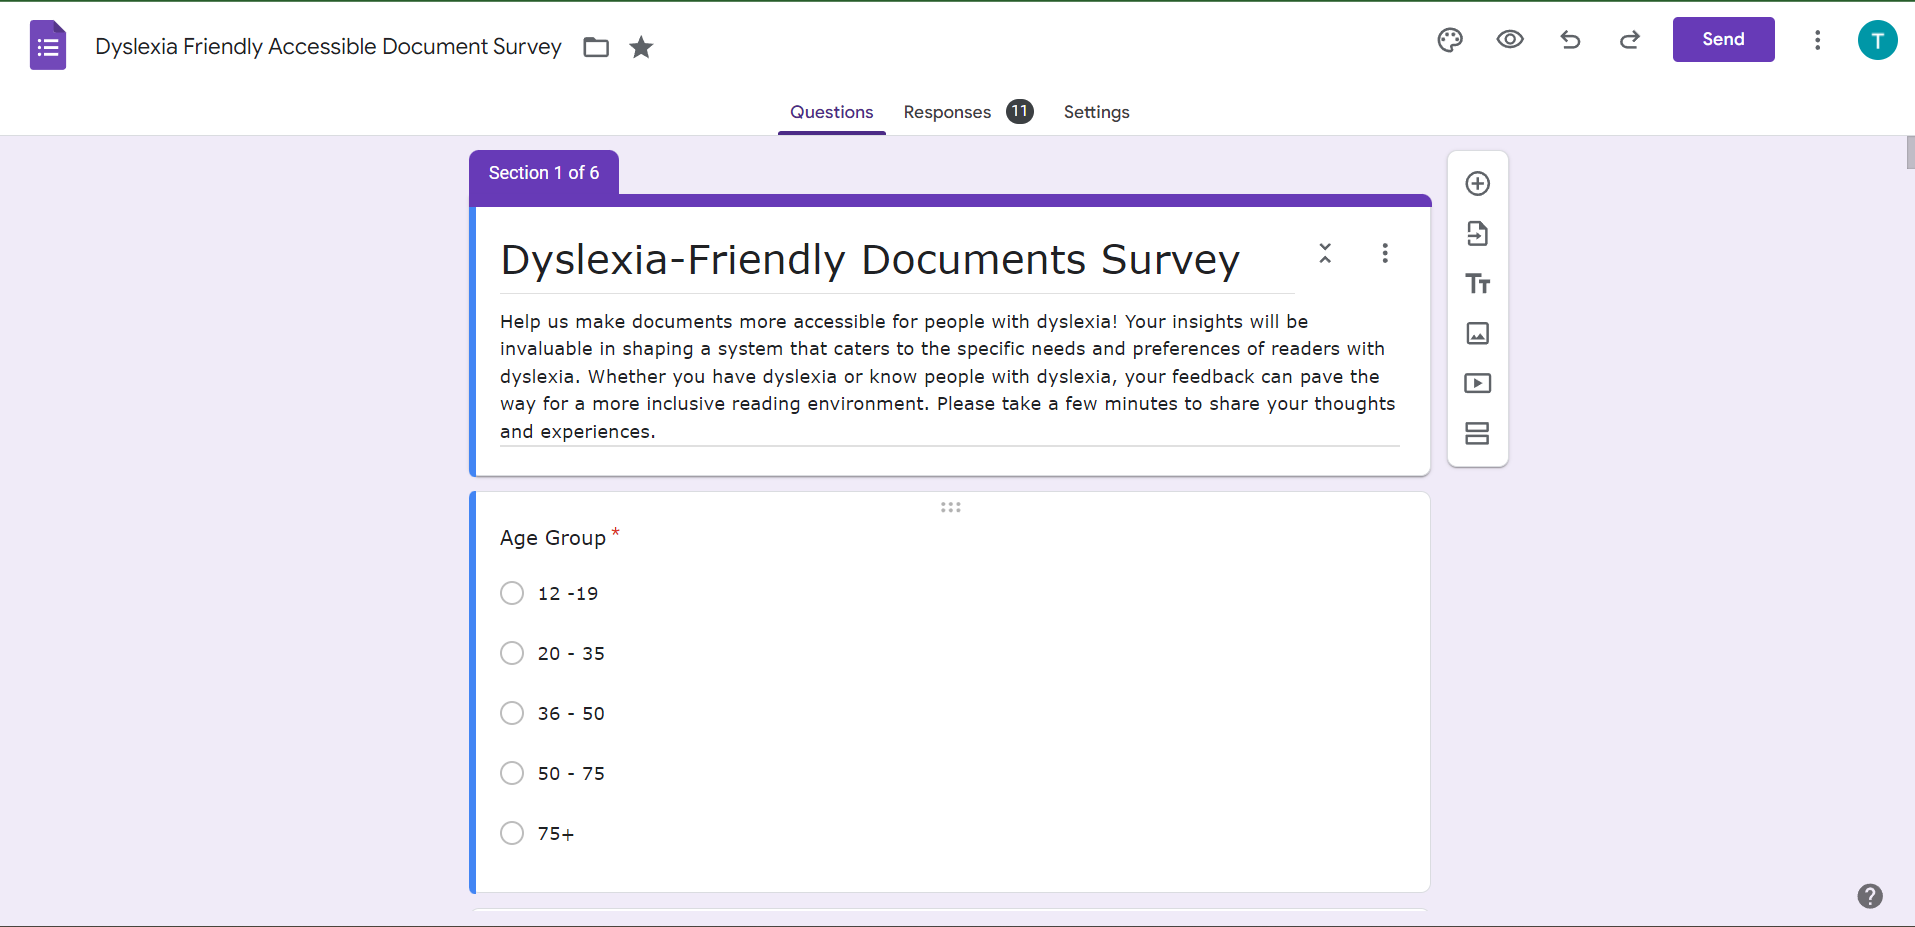 Dyslexia Friendly Accessible Document Survey
Send
T
Questions
Responses 11
Settings
Section 1 of 6
Dyslexia-Friendly Documents Survey
Help us make documents more accessible for people with dyslexia! Your insights will be
invaluable in shaping a system that caters to the specific needs and preferences of readers with
dyslexia. Whether you have dyslexia or know people with dyslexia, your feedback can pave the
way for a more inclusive reading environment. Please take a few minutes to share your thoughts
and experiences.
Tт
Age Group *
12 -19
20 - 35
36 - 50
50 - 75
75+
?